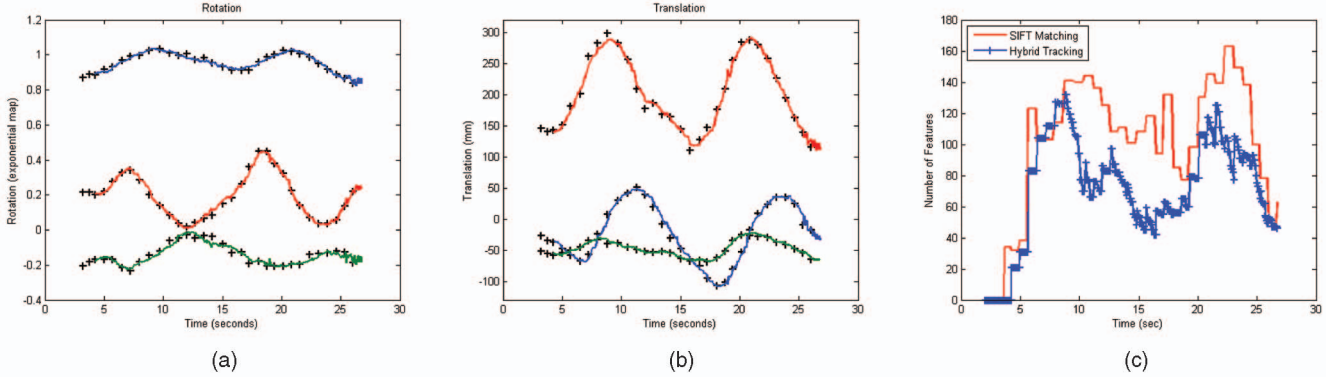 Rotation
1.2
1
0.8
0.6
0.4
0.2
0
-0.2
-0.4
Rotation (exponential map)
0 5 10 15 20 25 30
Time (seconds)
(a)
Translation
300
250
200
150
100
50
0
-50
-100
Translation (mm)
0 5 10 15 20 25 30
Time (seconds)
(b)
180
160
140
120
100
80
60
40
20
0
Number of Features
SIFT Matching
Hybrid Tracking
0 5 10 15 20 25 30
Time (sec)
(c)